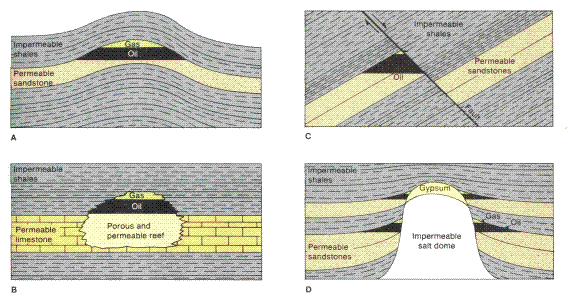 Impermeable
shales
Gas
Oil
Permeable
sandstone
A
Impermeable
shales
Permeable
sandstones
Oil
Fault
C
Impermeable
shales
Gas
Oil
Permeable
limestone
Porous and
permeable reef
B
Impermeable
shales
Gypsum
Gas
Oil
Permeable
sandstones
Impermeable
salt dome
D